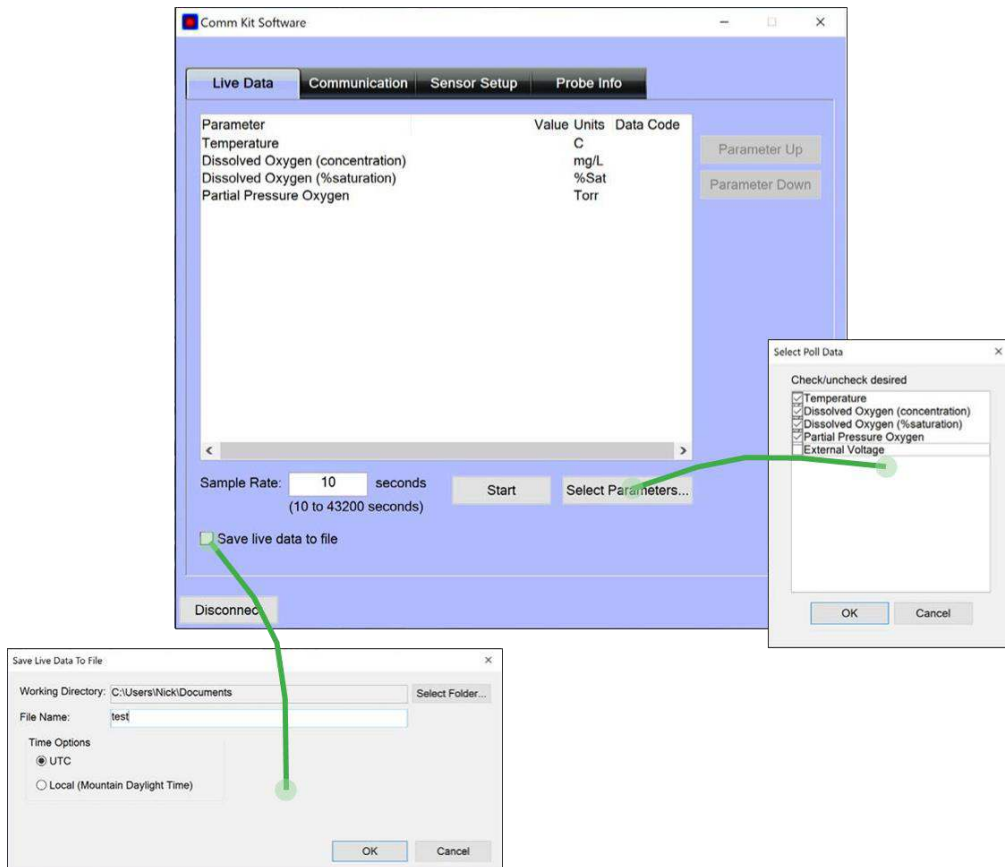 Comm Kit Software
Live Data Communication Sensor Setup Probe Info
Parameter Value Units Data Code
Temperature C
Dissolved Oxygen (concentration) mg/L
Dissolved Oxygen (%saturation) %Sat
Partial Pressure Oxygen Torr
Parameter Up
Parameter Down
Sample Rate: 10 seconds
(10 to 43200 seconds)
Start
Select Parameters...
Save live data to file
Disconnect
Select Poll Data
Check/uncheck desired
Temperature
Dissolved Oxygen (concentration)
Dissolved Oxygen (%saturation)
Partial Pressure Oxygen
External Voltage
OK Cancel
Save Live Data To File
Working Directory: C:\Users\Nick\Documents Select Folder...
File Name: test
Time Options
UTC
Local (Mountain Daylight Time)
OK Cancel